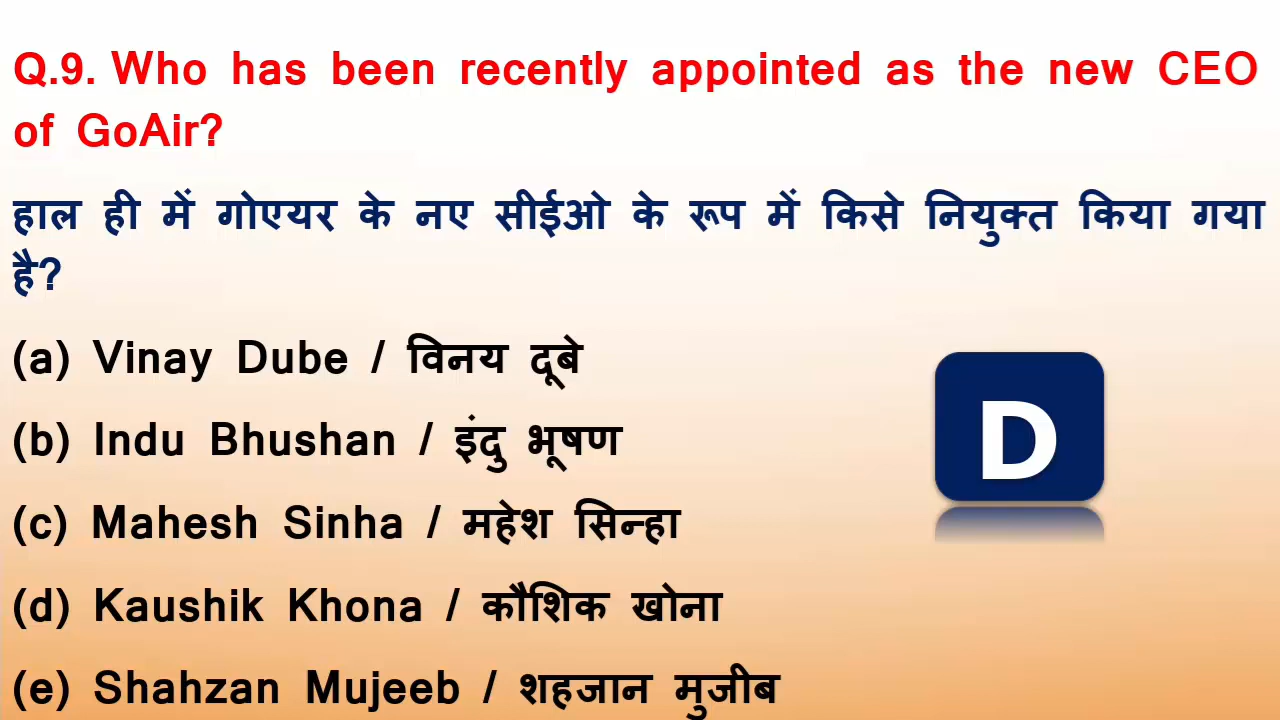 Q.9. Who has been recently appointed as the new CEO
of GoAir?
हाल ही में गोएयर के नए सीईओ के रूप में किसे नियुक्त किया गया
है?
(a) Vinay Dube / विनय दूबे
(b) Indu Bhushan / इंदु भूषण
(c) Mahesh Sinha / महेश सिन्हा
(d) Kaushik Khona / कौशिक खोना
(e) Shahzan Mujeeb / शहजान मुजीब
D